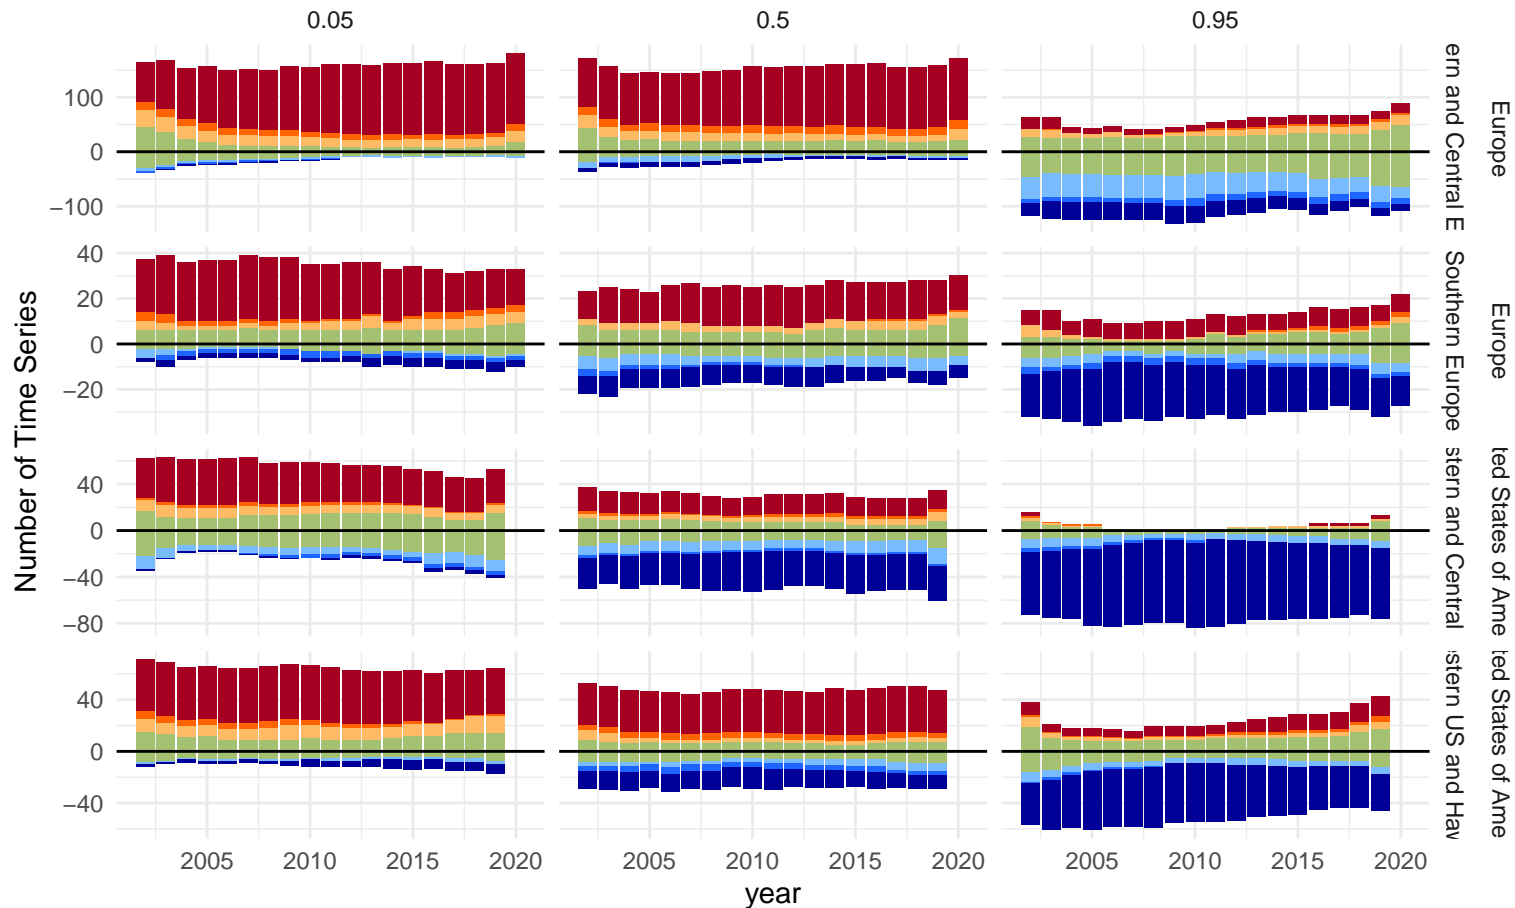 0.05 0.5 0.95
100
0
−100
ern and Central E
Europe
40
20
0
−20
Southern Europe
Europe
40
0
−40
−80
stern and Central
ted States of Ame
40
0
−40
stern US and Hav
ted States of Ame
2005 2010 2015 2020 2005 2010 2015 2020 2005 2010 2015 2020
year
Number of Time Series